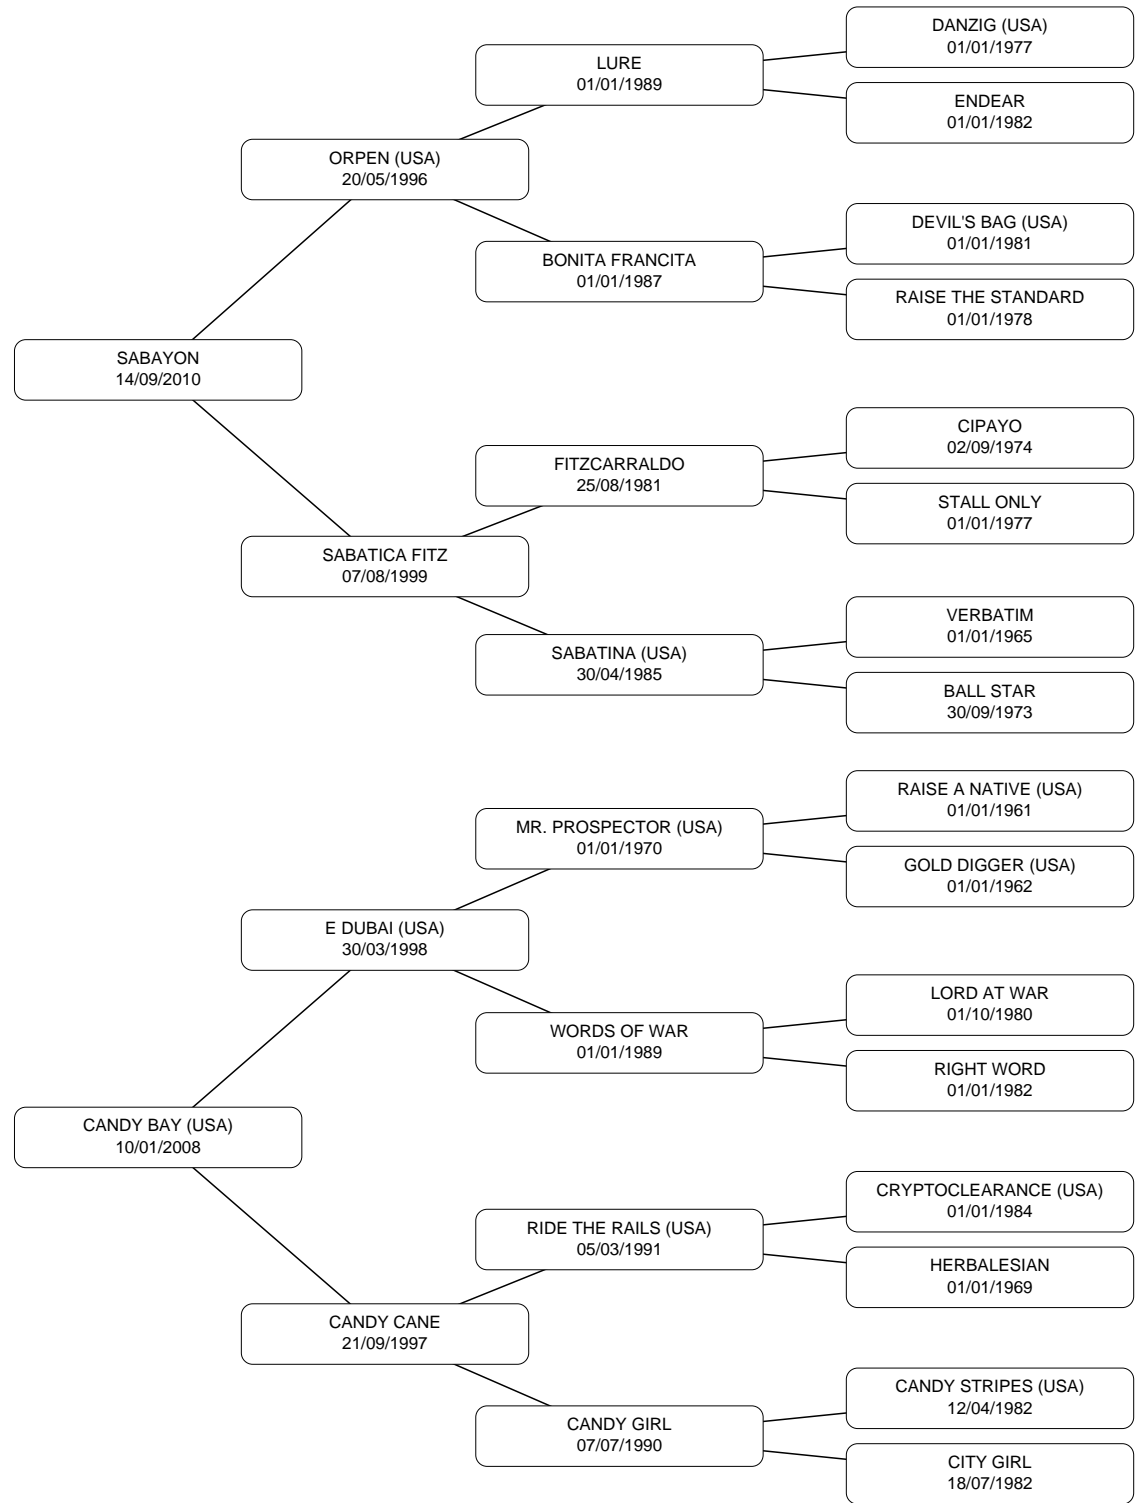 DANZIG (USA)
01/01/1977
LURE
01/01/1989
ENDEAR
01/01/1982
ORPEN (USA)
20/05/1996
DEVIL'S BAG (USA)
01/01/1981
BONITA FRANCITA
01/01/1987
RAISE THE STANDARD
01/01/1978
SABAYON
14/09/2010
CIPAYO
02/09/1974
FITZCARRALDO
25/08/1981
STALL ONLY
01/01/1977
SABATICA FITZ
07/08/1999
VERBATIM
01/01/1965
SABATINA (USA)
30/04/1985
BALL STAR
30/09/1973
RAISE A NATIVE (USA)
01/01/1961
MR. PROSPECTOR (USA)
01/01/1970
GOLD DIGGER (USA)
01/01/1962
E DUBAI (USA)
30/03/1998
LORD AT WAR
01/10/1980
WORDS OF WAR
01/01/1989
RIGHT WORD
01/01/1982
CANDY BAY (USA)
10/01/2008
CRYPTOCLEARANCE (USA)
01/01/1984
RIDE THE RAILS (USA)
05/03/1991
HERBALESIAN
01/01/1969
CANDY CANE
21/09/1997
CANDY STRIPES (USA)
12/04/1982
CANDY GIRL
07/07/1990
CITY GIRL
18/07/1982